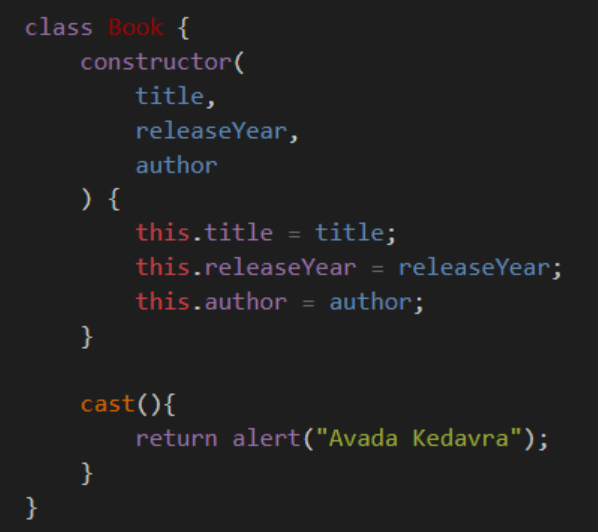 class Book {
    constructor(
        title,
        releaseYear,
        author
    ) {
        this.title = title;
        this.releaseYear = releaseYear;
        this.author = author;
    }

    cast(){
        return alert("Avada Kedavra");
    }
}